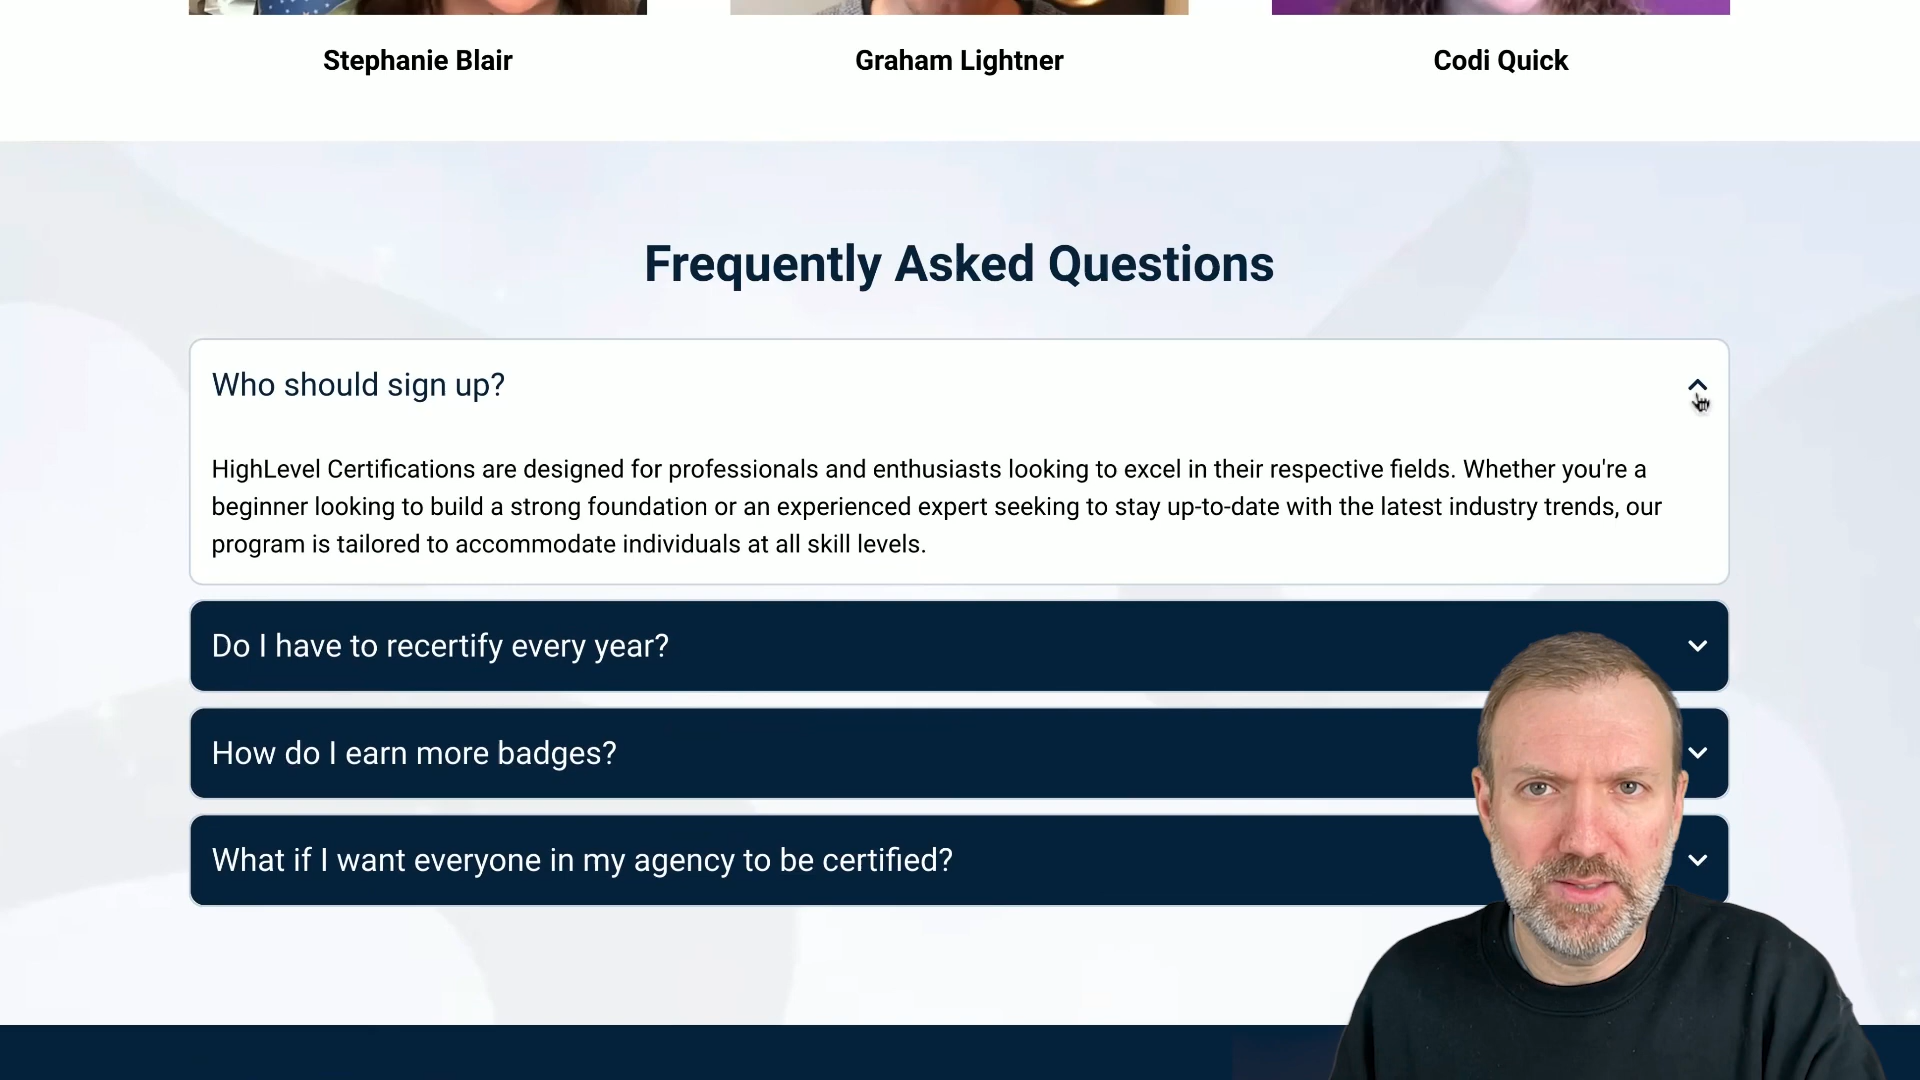 Stephanie Blair
Graham Lightner
Codi Quick
Frequently Asked Questions
Who should sign up?
HighLevel Certifications are designed for professionals and enthusiasts looking to excel in their respective fields. Whether you're a
beginner looking to build a strong foundation or an experienced expert seeking to stay up-to-date with the latest industry trends, our
program is tailored to accommodate individuals at all skill levels.
Do I have to recertify every year?
How do I earn more badges?
What if I want everyone in my agency to be certified?